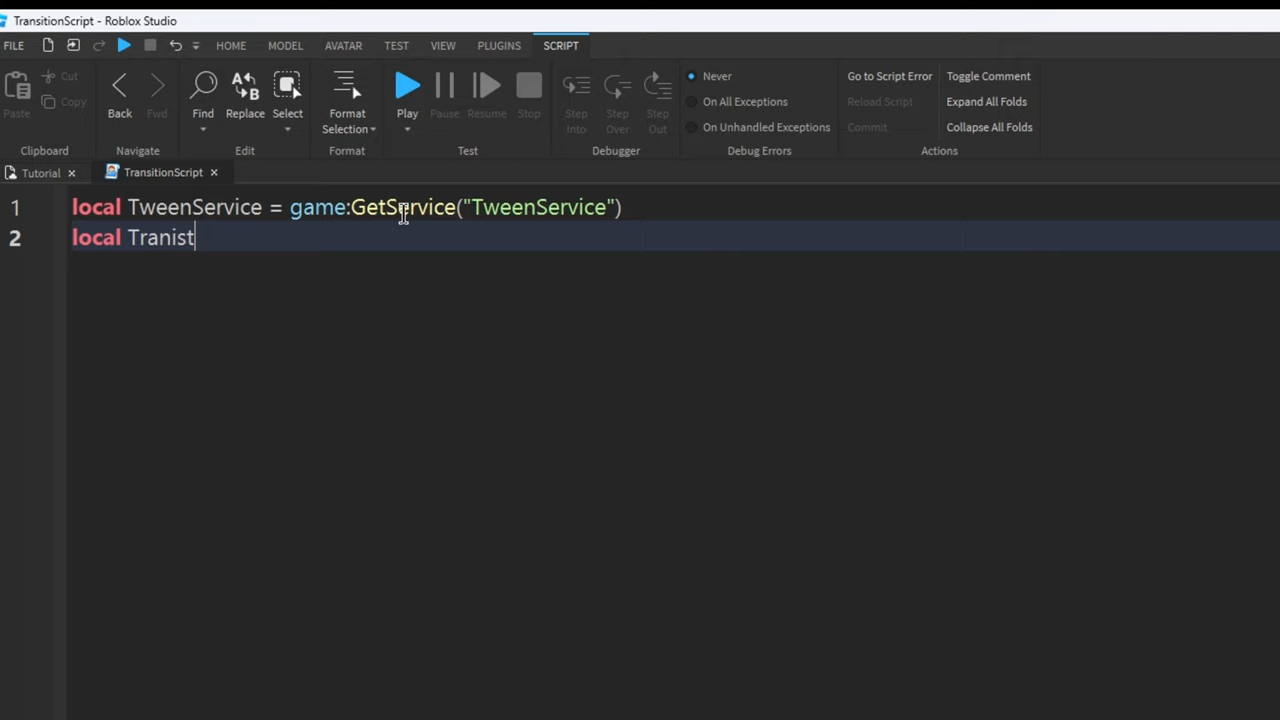 TransitionScript - Roblox Studio
FILE HOME MODEL AVATAR TEST VIEW PLUGINS SCRIPT
Paste Cut Copy
Clipboard
Back Fwd
Navigate
Find Replace Select
Edit
Format Selection
Format
Play Pause Resume Stop
Test
Step Into Step Over Step Out
Debugger
Never
On All Exceptions
On Unhandled Exceptions
Debug Errors
Go to Script Error Toggle Comment
Reload Script Expand All Folds
Commit Collapse All Folds
Actions
Tutorial TransitionScript
1 local TweenService = game:GetService("TweenService")
2 local Tranist